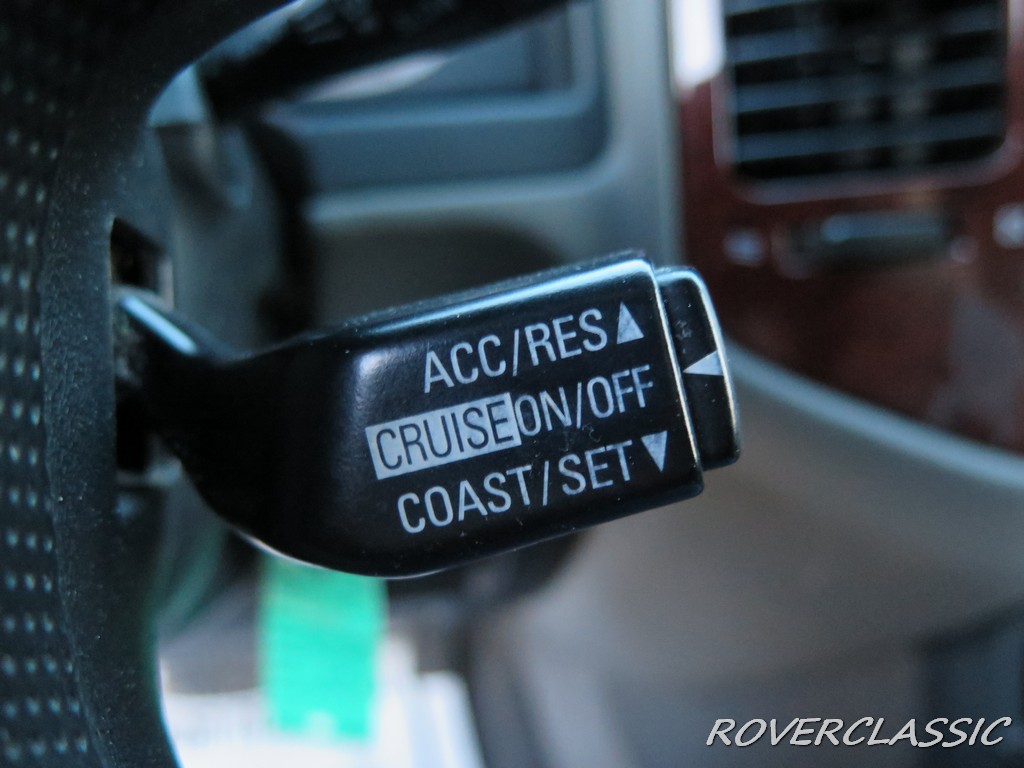 ACC/RES▲
CRUISE ON/OFF
COAST/SET▼
ROVERCLASSIC